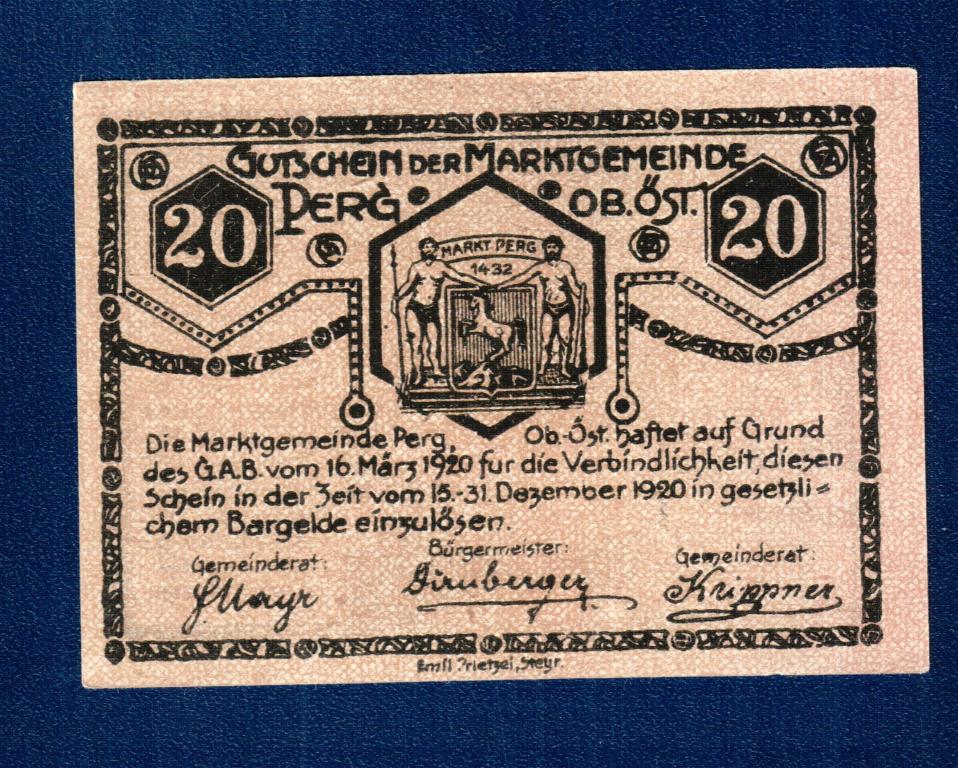 GUTSCHEIN DER MARKTGEMEINDE
PERG OB. ÖST.
20 20
MARKT PERG
1432
Die Marktgemeinde Perg, Ob.-Öst. haftet auf Grund
des G.A.B. vom 16. März 1920 fur die Verbindlichkeit, diesen
Schein in der Zeit vom 15.-31. Dezember 1920 in gesetzli=
chem Bargelde einzulösen.
Gemeinderat: Bürgermeister: Gemeinderat:
Mayr Dirnberger Krippner
Emil Prietzel, Steyr.